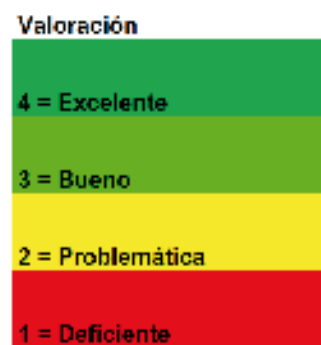 Valoración
4 = Excelente
3 = Bueno
2 = Problemática
1 = Deficiente